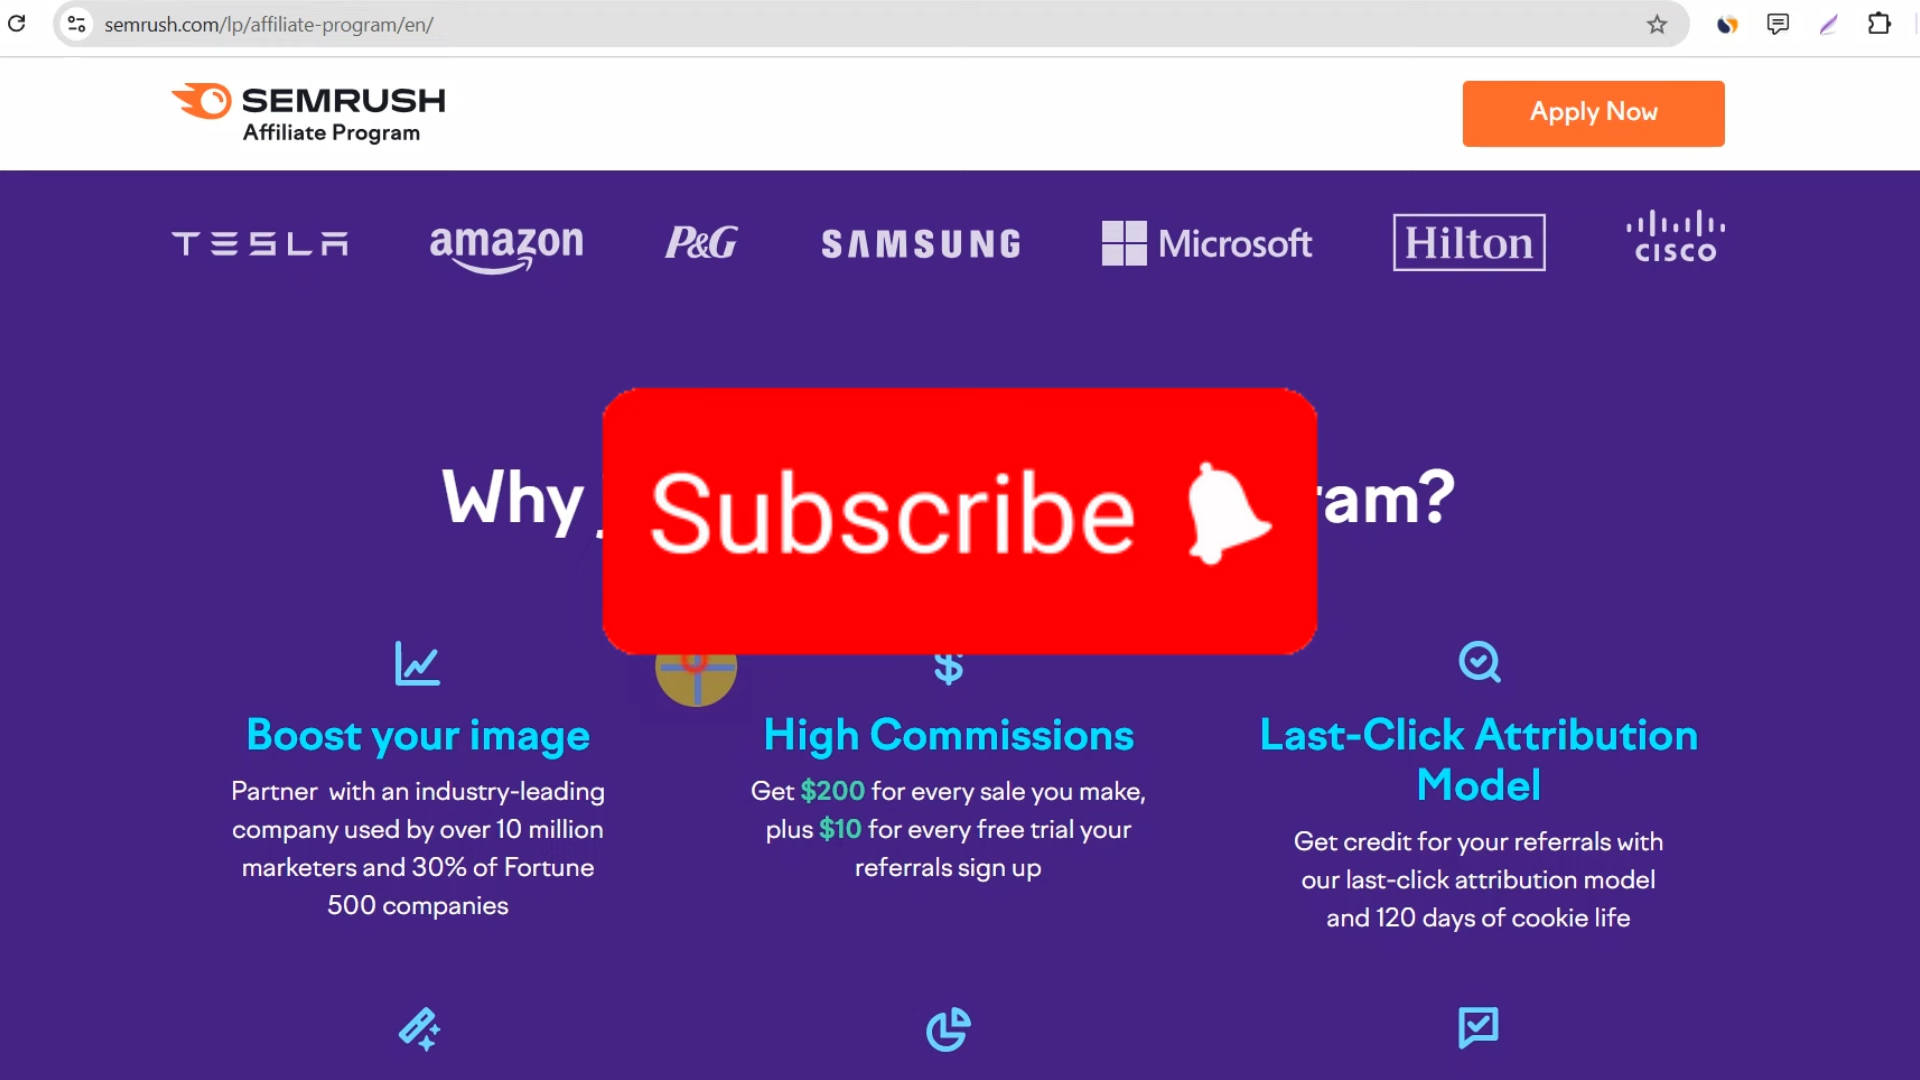 semrush.com/lp/affiliate-program/en/
SEMRUSH
Affiliate Program
Apply Now
TESLA amazon P&G SAMSUNG Microsoft Hilton CISCO
Why
Subscribe
Boost your image
Partner with an industry-leading
company used by over 10 million
marketers and 30% of Fortune
500 companies
High Commissions
Get $200 for every sale you make,
plus $10 for every free trial your
referrals sign up
Last-Click Attribution
Model
Get credit for your referrals with
our last-click attribution model
and 120 days of cookie life